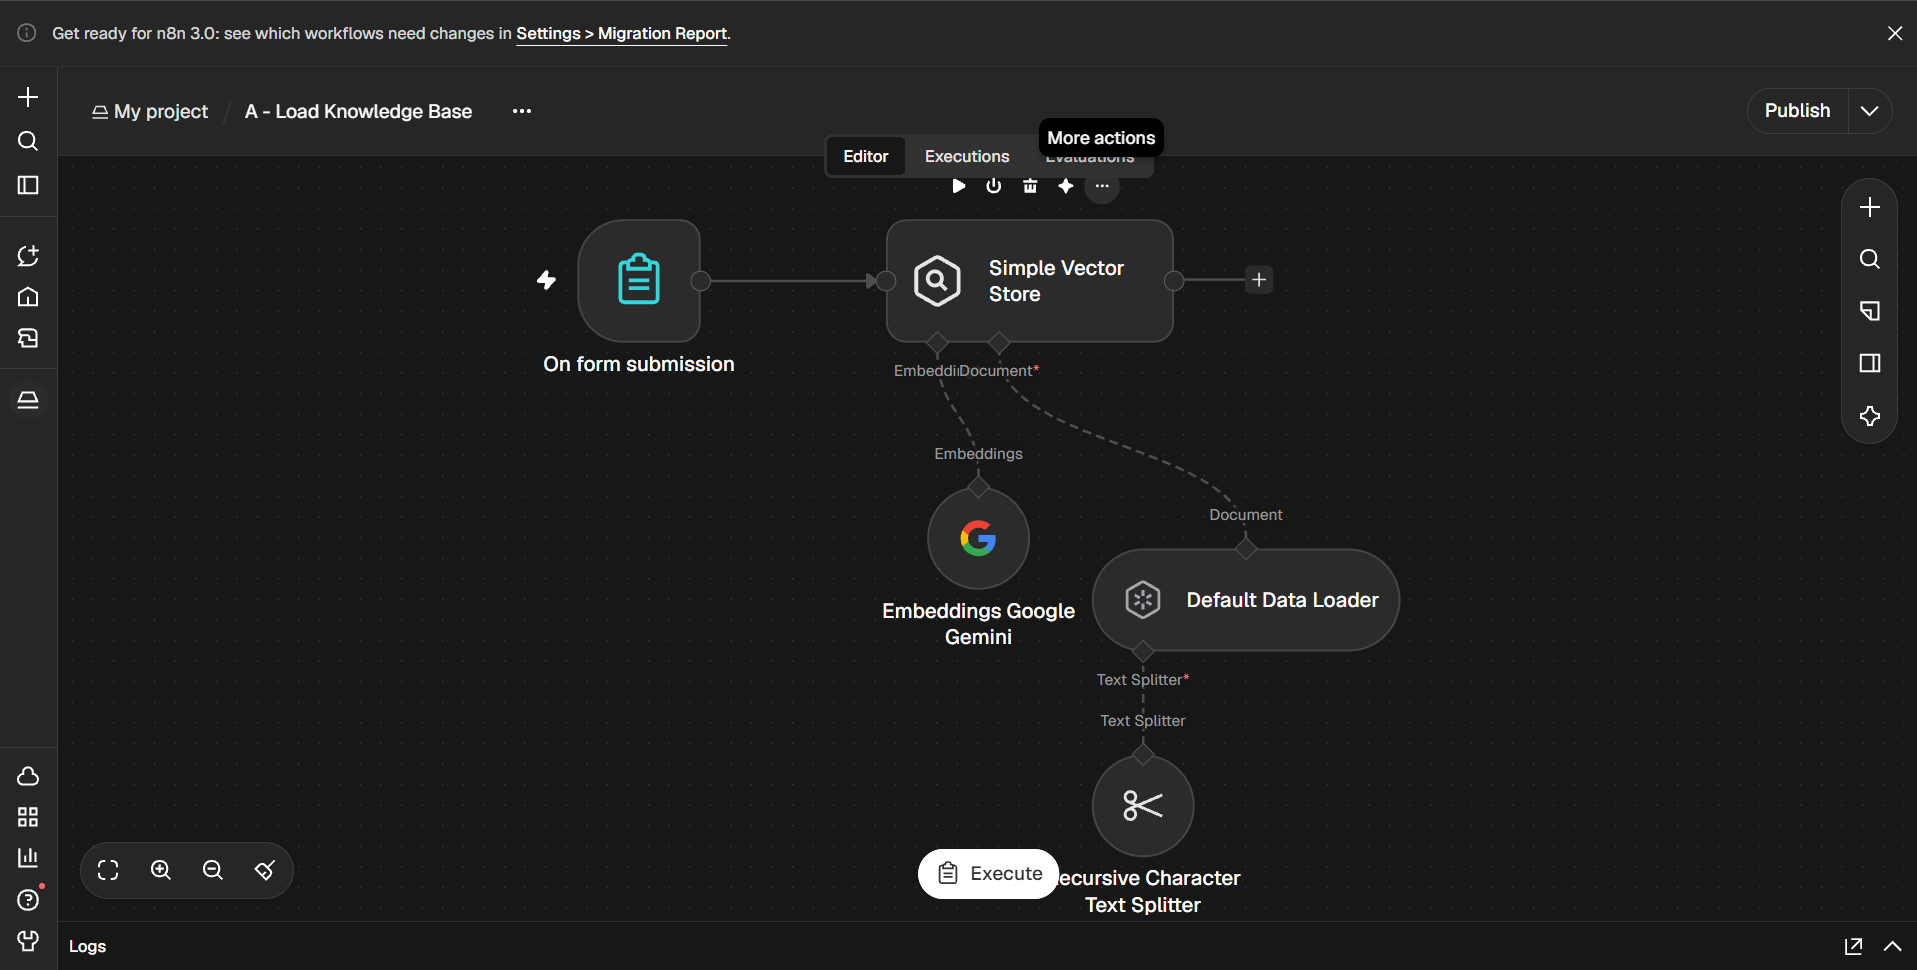 Get ready for n8n 3.0: see which workflows need changes in Settings > Migration Report.
My project / A - Load Knowledge Base
Publish
More actions
Editor
Executions
Evaluations
Simple Vector
Store
On form submission
Document*
Embeddings
Document
Embeddings Google
Gemini
Default Data Loader
Text Splitter*
Text Splitter
Execute
ecursive Character
Text Splitter
Logs